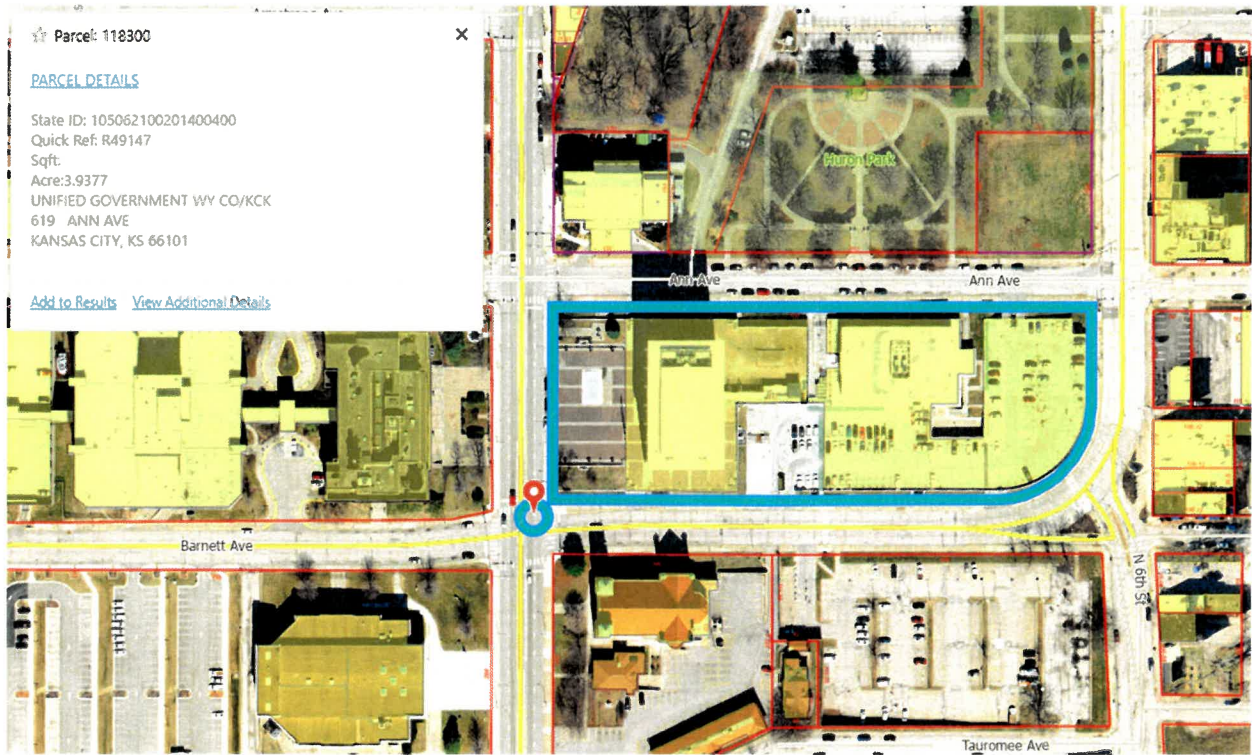 Armstrong Ave
Parcel: 118300
PARCEL DETAILS
State ID: 105062100201400400
Quick Ref: R49147
Sqft:
Acre:3.9377
UNIFIED GOVERNMENT WY CO/KCK
619 ANN AVE
KANSAS CITY, KS 66101
Add to Results View Additional Details
Huron Park
Ann Ave
Ann Ave
Barnett Ave
N 6th St
Tauromee Ave